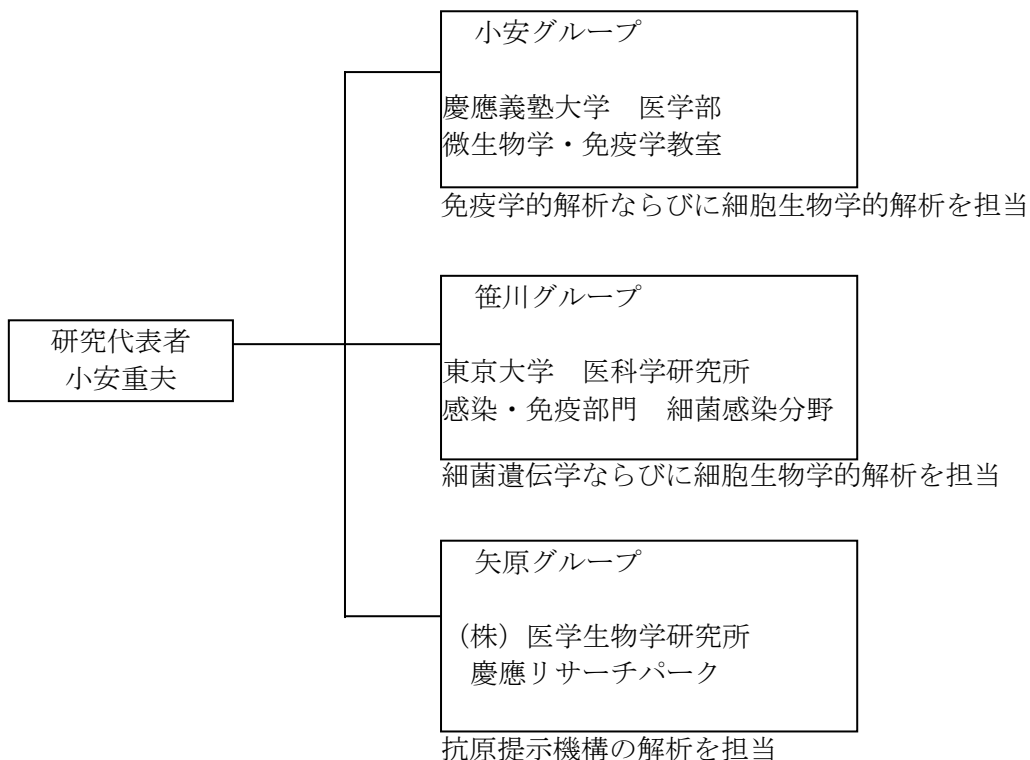 小安グループ
慶應義塾大学　医学部
微生物学・免疫学教室
免疫学的解析ならびに細胞生物学的解析を担当
研究代表者
小安重夫
笹川グループ
東京大学　医科学研究所
感染・免疫部門　細菌感染分野
細菌遺伝学ならびに細胞生物学的解析を担当
矢原グループ
（株）医学生物学研究所
慶應リサーチパーク
抗原提示機構の解析を担当